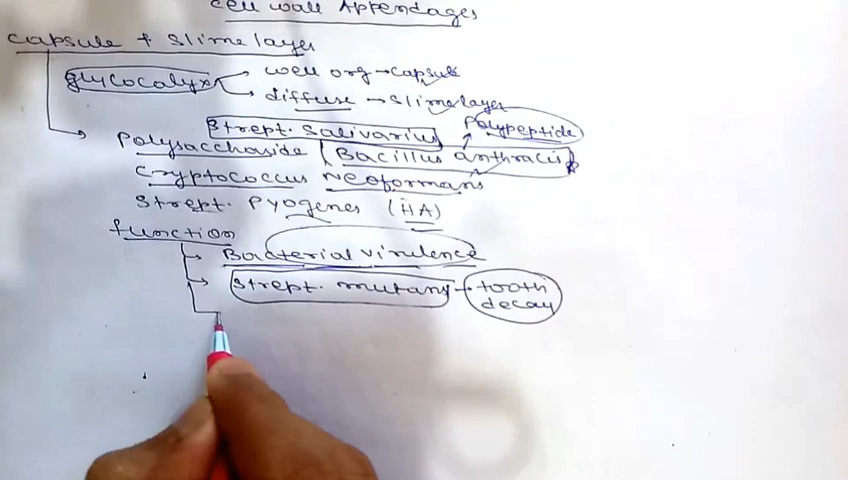 Cell wall Appendages
Capsule + Slime layer
glycocalyx → well org → Capsule
→ diffuse → Slime layer
Strept. Salivarius Polypeptide
Polysaccharide (Bacillus anthracis)
Cryptococcus Neoformans
Strept. Pyogenes (HA)
function
→ Bacterial virulence
→ Strept. mutans → tooth decay